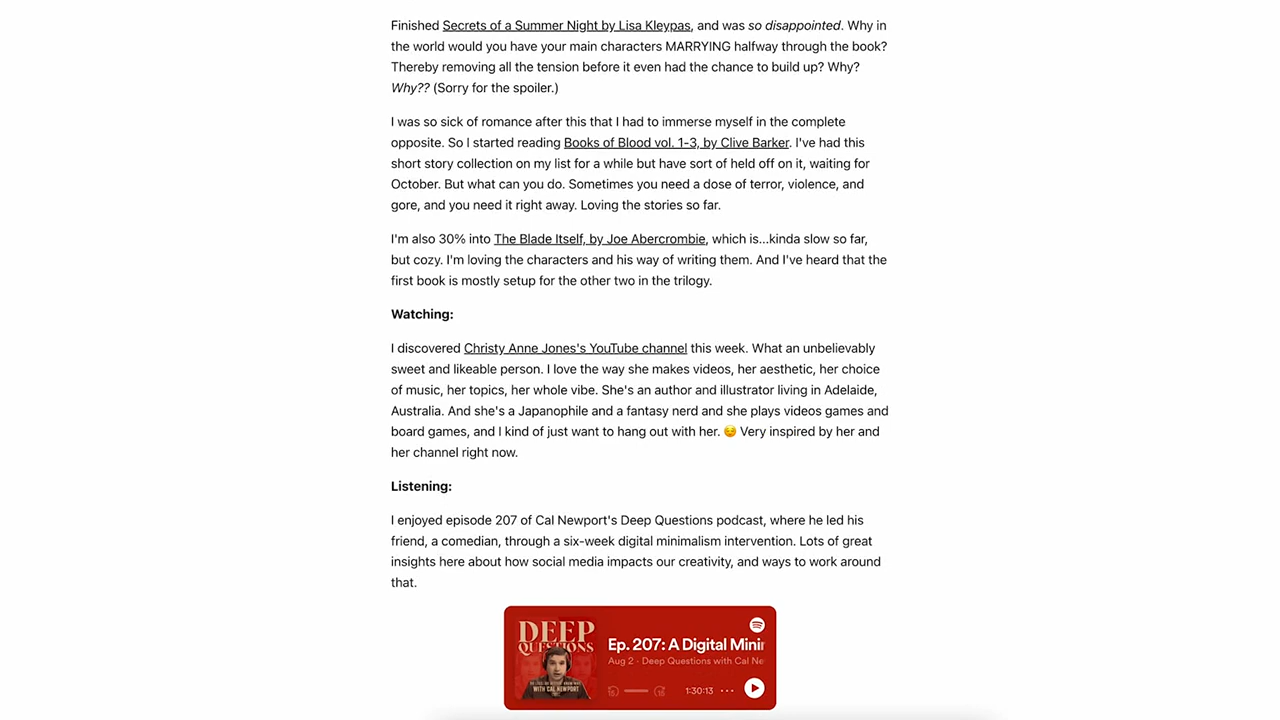 Finished Secrets of a Summer Night by Lisa Kleypas, and was so disappointed. Why in
the world would you have your main characters MARRYING halfway through the book?
Thereby removing all the tension before it even had the chance to build up? Why?
Why?? (Sorry for the spoiler.)
I was so sick of romance after this that I had to immerse myself in the complete
opposite. So I started reading Books of Blood vol. 1-3, by Clive Barker. I've had this
short story collection on my list for a while but have sort of held off on it, waiting for
October. But what can you do. Sometimes you need a dose of terror, violence, and
gore, and you need it right away. Loving the stories so far.
I'm also 30% into The Blade Itself, by Joe Abercrombie, which is...kinda slow so far,
but cozy. I'm loving the characters and his way of writing them. And I've heard that the
first book is mostly setup for the other two in the trilogy.
Watching:
I discovered Christy Anne Jones's YouTube channel this week. What an unbelievably
sweet and likeable person. I love the way she makes videos, her aesthetic, her choice
of music, her topics, her whole vibe. She's an author and illustrator living in Adelaide,
Australia. And she's a Japanophile and a fantasy nerd and she plays videos games and
board games, and I kind of just want to hang out with her. 😌 Very inspired by her and
her channel right now.
Listening:
I enjoyed episode 207 of Cal Newport's Deep Questions podcast, where he led his
friend, a comedian, through a six-week digital minimalism intervention. Lots of great
insights here about how social media impacts our creativity, and ways to work around
that.
DEEP
QUESTIONS
WITH CAL NEWPORT
Ep. 207: A Digital Mini
Aug 2 · Deep Questions with Cal Ne
15
15
1:30:13